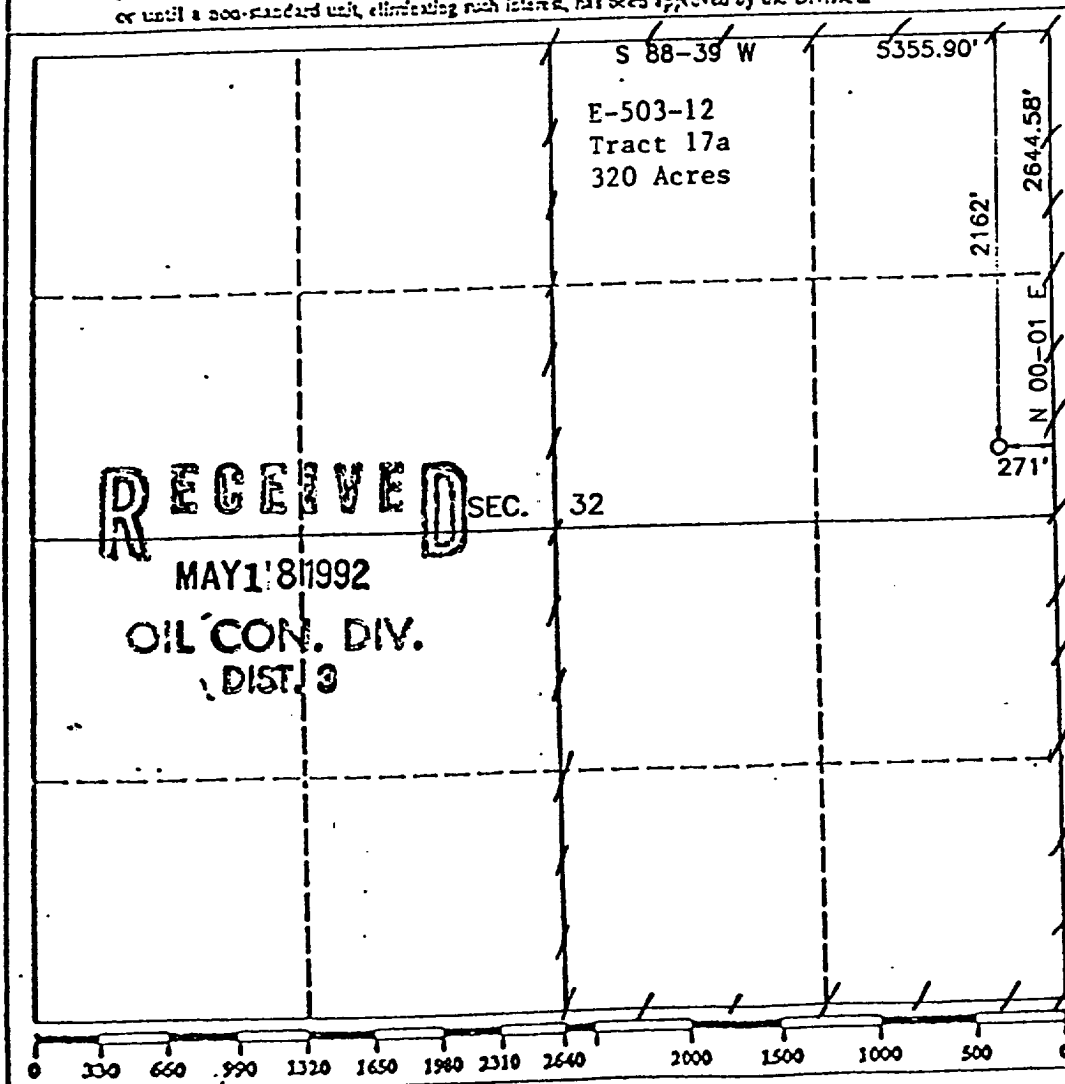 or until a non-standard unit, eliminating such interest, has been approved by the Division.
S 88-39 W S355.90'
E-503-12
Tract 17a
320 Acres
2644.58'
2162'
N 00-01 E
271'
RECEIVED
SEC. 32
MAY 18 1992
OIL CON. DIV.
DIST. 3
0 330 660 990 1320 1650 1980 2310 2640 2000 1500 1000 500 0